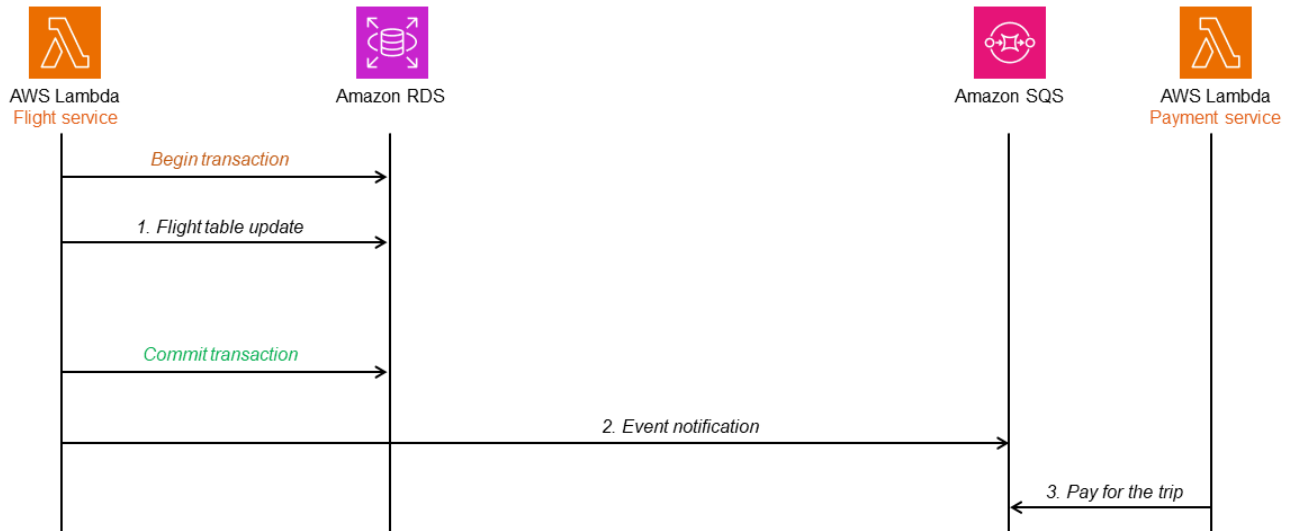 AWS Lambda
Flight service
Amazon RDS
Amazon SQS
AWS Lambda
Payment service
Begin transaction
1. Flight table update
Commit transaction
2. Event notification
3. Pay for the trip